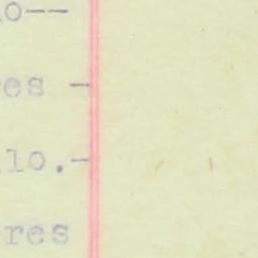 o--
es -
lo.-
res